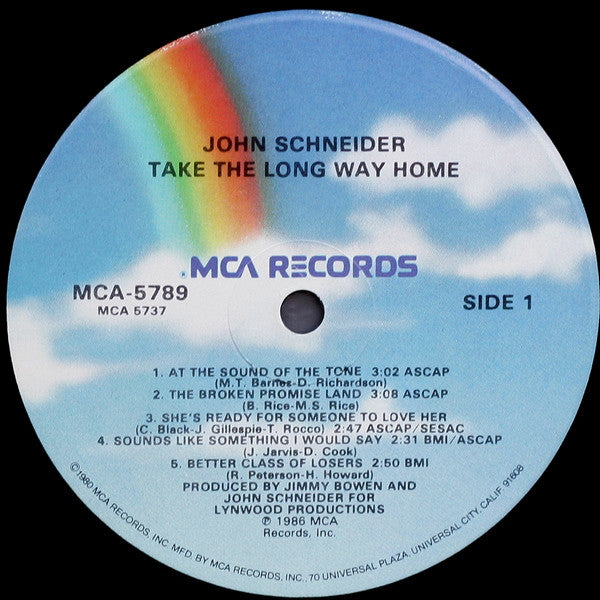 JOHN SCHNEIDER
TAKE THE LONG WAY HOME
MCA RECORDS
MCA-5789
MCA 5737
SIDE 1
1. AT THE SOUND OF THE TONE 3:02 ASCAP
(M.T. Barnes-D. Richardson)
2. THE BROKEN PROMISE LAND 3:08 ASCAP
(B. Rice-M.S. Rice)
3. SHE'S READY FOR SOMEONE TO LOVE HER
(C. Black-J. Gillespie-T. Rocco) 2:47 ASCAP/SESAC
4. SOUNDS LIKE SOMETHING I WOULD SAY 2:31 BMI/ASCAP
(J. Jarvis-D. Cook)
5. BETTER CLASS OF LOSERS 2:50 BMI
(R. Peterson-H. Howard)
PRODUCED BY JIMMY BOWEN AND
JOHN SCHNEIDER FOR
LYNWOOD PRODUCTIONS
℗ 1986 MCA
Records, Inc.
©1980 MCA RECORDS, INC. MFD. BY MCA RECORDS, INC., 70 UNIVERSAL PLAZA, UNIVERSAL CITY, CALIF. 91608